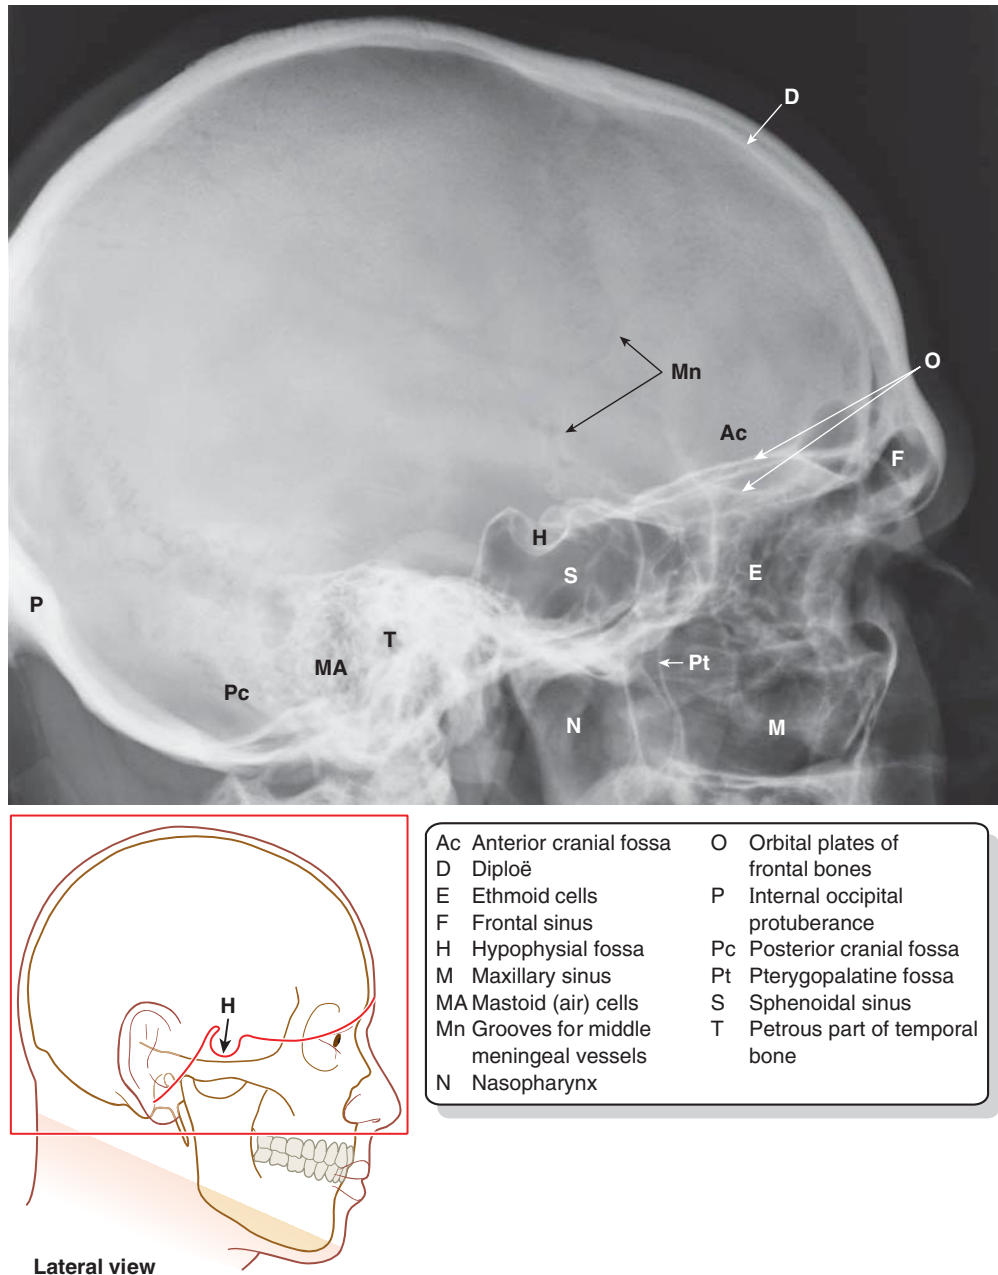 D
O
Mn
Ac
F
H
S
E
P
T
MA
Pt
Pc
N
M
H
Lateral view
Ac Anterior cranial fossa
D Diploë
E Ethmoid cells
F Frontal sinus
H Hypophysial fossa
M Maxillary sinus
MA Mastoid (air) cells
Mn Grooves for middle
meningeal vessels
N Nasopharynx
O Orbital plates of
frontal bones
P Internal occipital
protuberance
Pc Posterior cranial fossa
Pt Pterygopalatine fossa
S Sphenoidal sinus
T Petrous part of temporal
bone